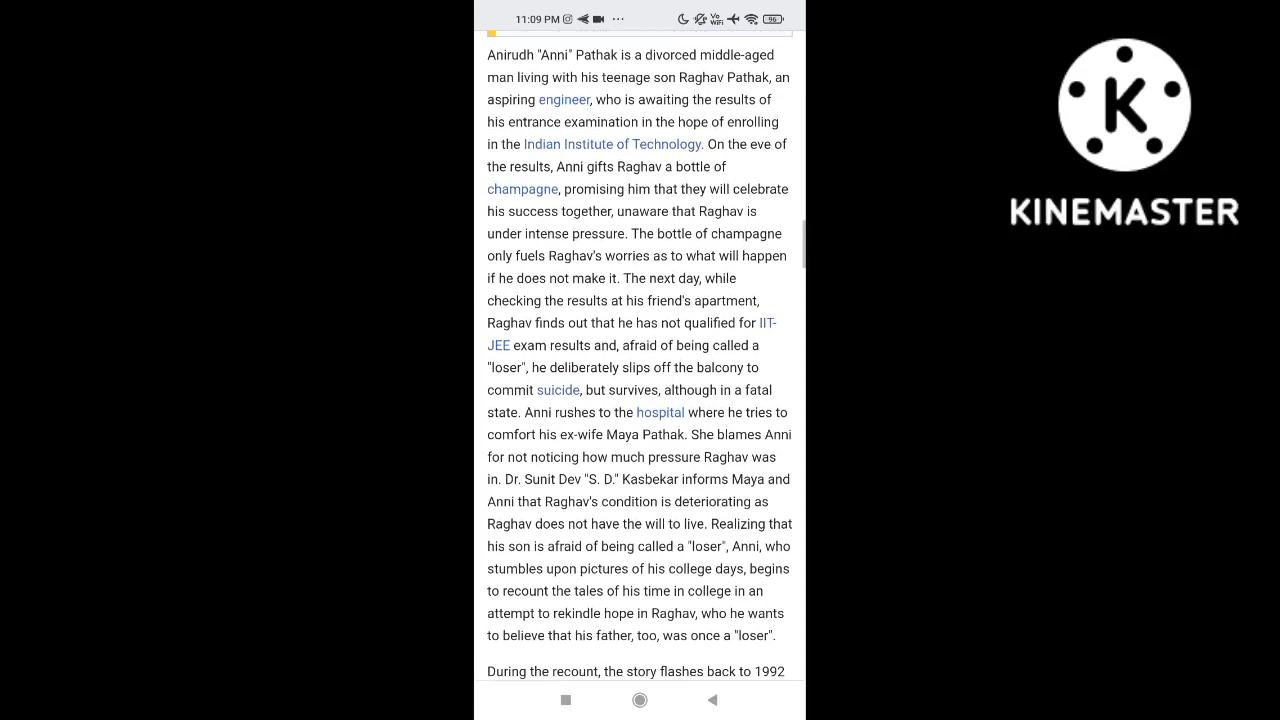 11:09 PM
Vo
WiFi
96
Anirudh "Anni" Pathak is a divorced middle-aged
man living with his teenage son Raghav Pathak, an
aspiring engineer, who is awaiting the results of
his entrance examination in the hope of enrolling
in the Indian Institute of Technology. On the eve of
the results, Anni gifts Raghav a bottle of
champagne, promising him that they will celebrate
his success together, unaware that Raghav is
under intense pressure. The bottle of champagne
only fuels Raghav's worries as to what will happen
if he does not make it. The next day, while
checking the results at his friend's apartment,
Raghav finds out that he has not qualified for IIT-
JEE exam results and, afraid of being called a
"loser", he deliberately slips off the balcony to
commit suicide, but survives, although in a fatal
state. Anni rushes to the hospital where he tries to
comfort his ex-wife Maya Pathak. She blames Anni
for not noticing how much pressure Raghav was
in. Dr. Sunit Dev "S. D." Kasbekar informs Maya and
Anni that Raghav's condition is deteriorating as
Raghav does not have the will to live. Realizing that
his son is afraid of being called a "loser", Anni, who
stumbles upon pictures of his college days, begins
to recount the tales of his time in college in an
attempt to rekindle hope in Raghav, who he wants
to believe that his father, too, was once a "loser".
During the recount, the story flashes back to 1992
K
KINEMASTER